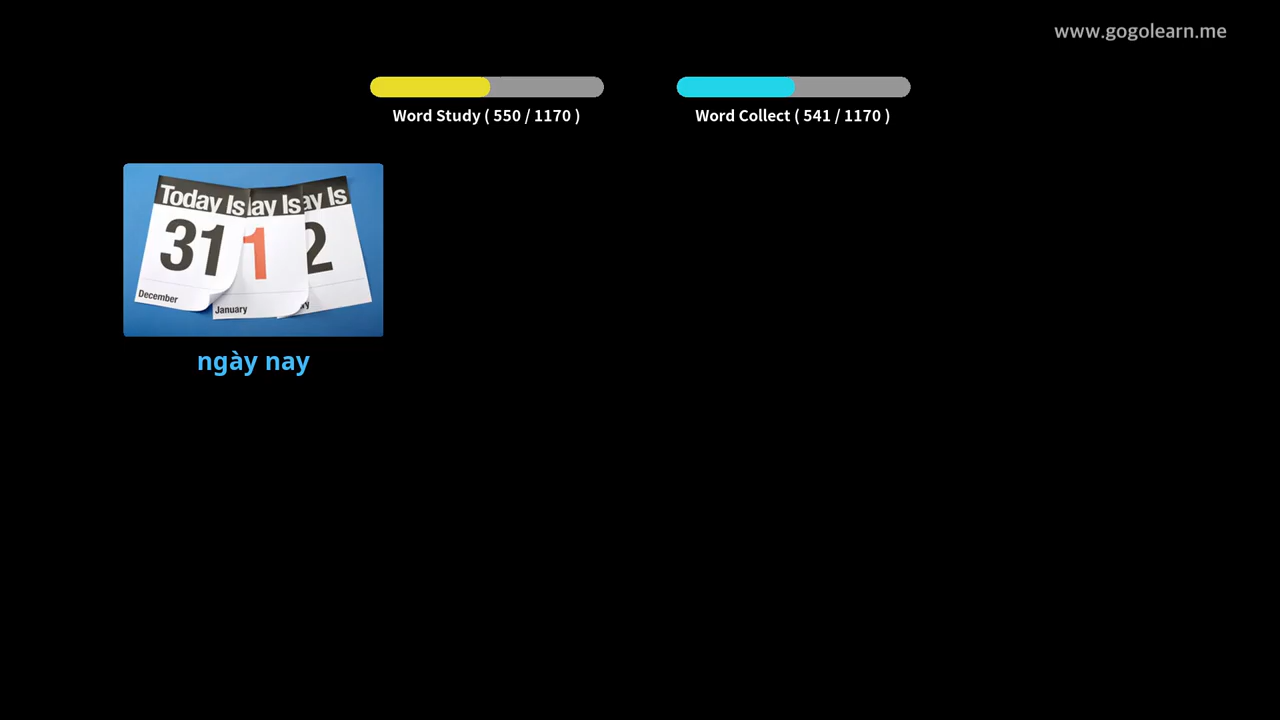 www.gogolearn.me
Word Study ( 550 / 1170 )
Word Collect ( 541 / 1170 )
Today Is
ay Is
ay Is
31
1
2
December
January
ngày nay